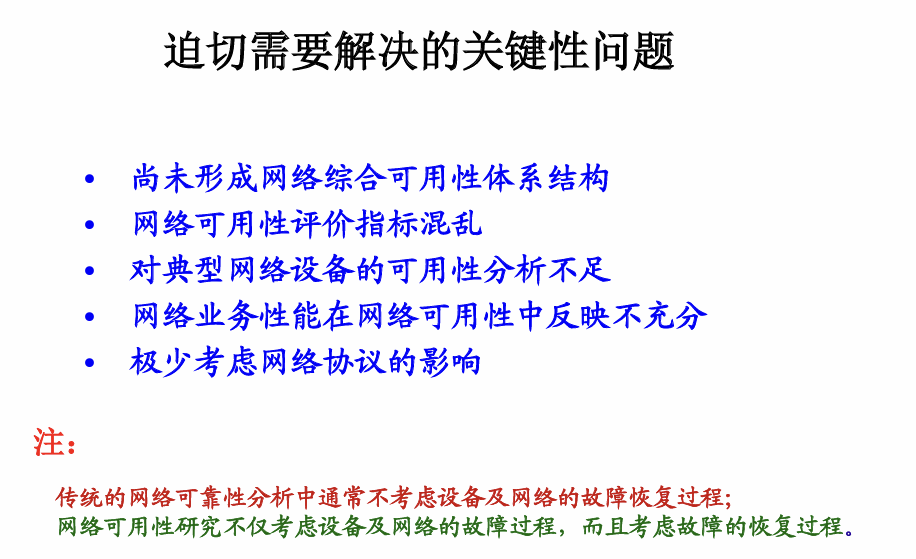 迫切需要解决的关键性问题
• 尚未形成网络综合可用性体系结构
• 网络可用性评价指标混乱
• 对典型网络设备的可用性分析不足
• 网络业务性能在网络可用性中反映不充分
• 极少考虑网络协议的影响
注：
传统的网络可靠性分析中通常不考虑设备及网络的故障恢复过程;
网络可用性研究不仅考虑设备及网络的故障过程，而且考虑故障的恢复过程。